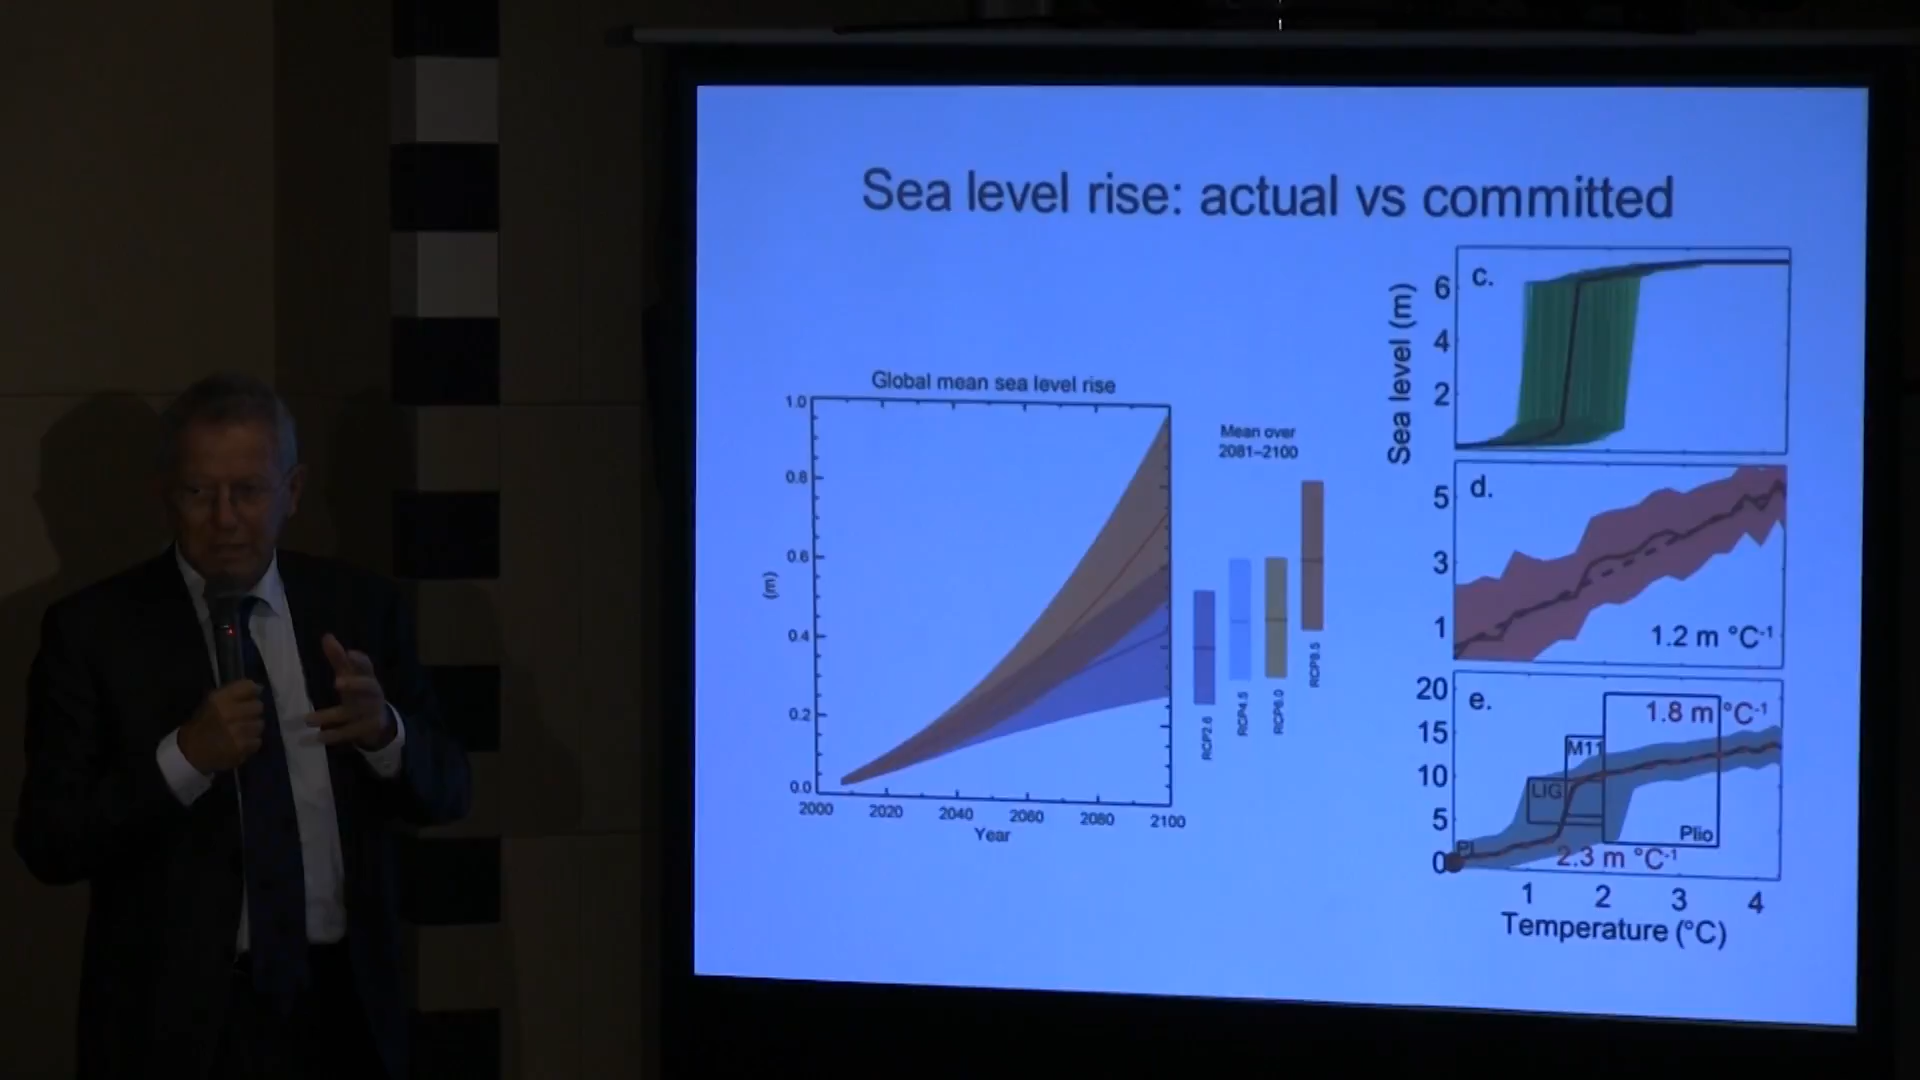 Sea level rise: actual vs committed
Global mean sea level rise
1.0
0.8
0.6
0.4
0.2
0.0
(m)
2000 2020 2040 2060 2080 2100
Year
Mean over
2081–2100
RCP2.6
RCP4.5
RCP6.0
RCP8.5
Sea level (m)
c.
6
4
2
d.
5
3
1
1.2 m °C-1
e.
20
15
10
5
0
1.8 m °C-1
M11
LIG
Plio
PI
2.3 m °C-1
1 2 3 4
Temperature (°C)